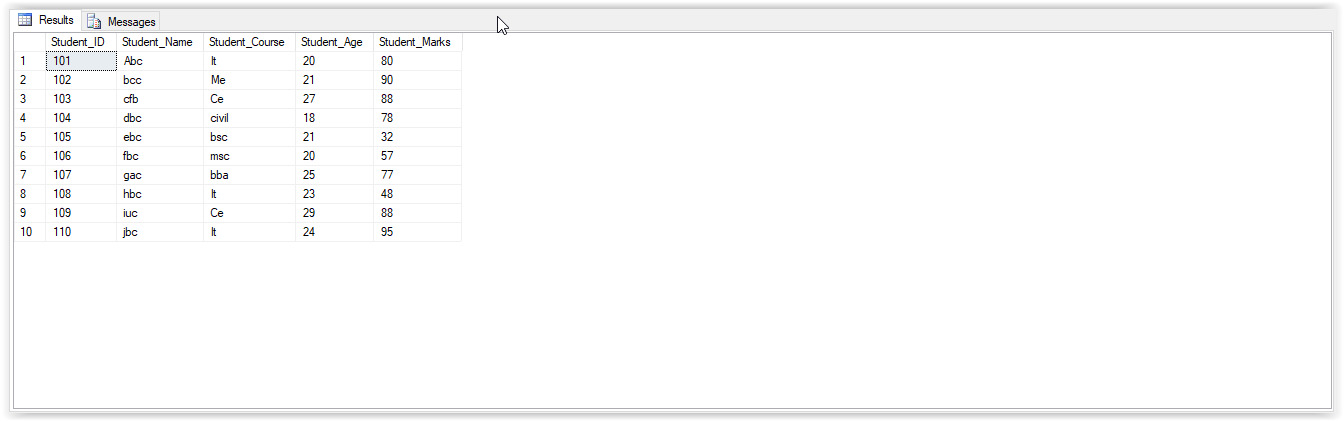 Results Messages
Student_ID Student_Name Student_Course Student_Age Student_Marks
1 101 Abc It 20 80
2 102 bcc Me 21 90
3 103 cfb Ce 27 88
4 104 dbc civil 18 78
5 105 ebc bsc 21 32
6 106 fbc msc 20 57
7 107 gac bba 25 77
8 108 hbc It 23 48
9 109 iuc Ce 29 88
10 110 jbc It 24 95